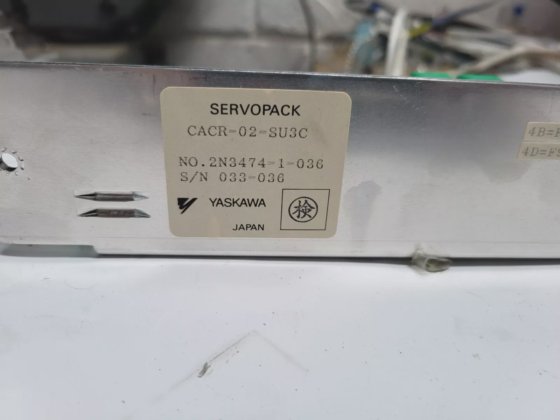 SERVOPACK
CACR-02-SU3C
NO.2N3474-1-036
S/N 033-036
YASKAWA
検
JAPAN